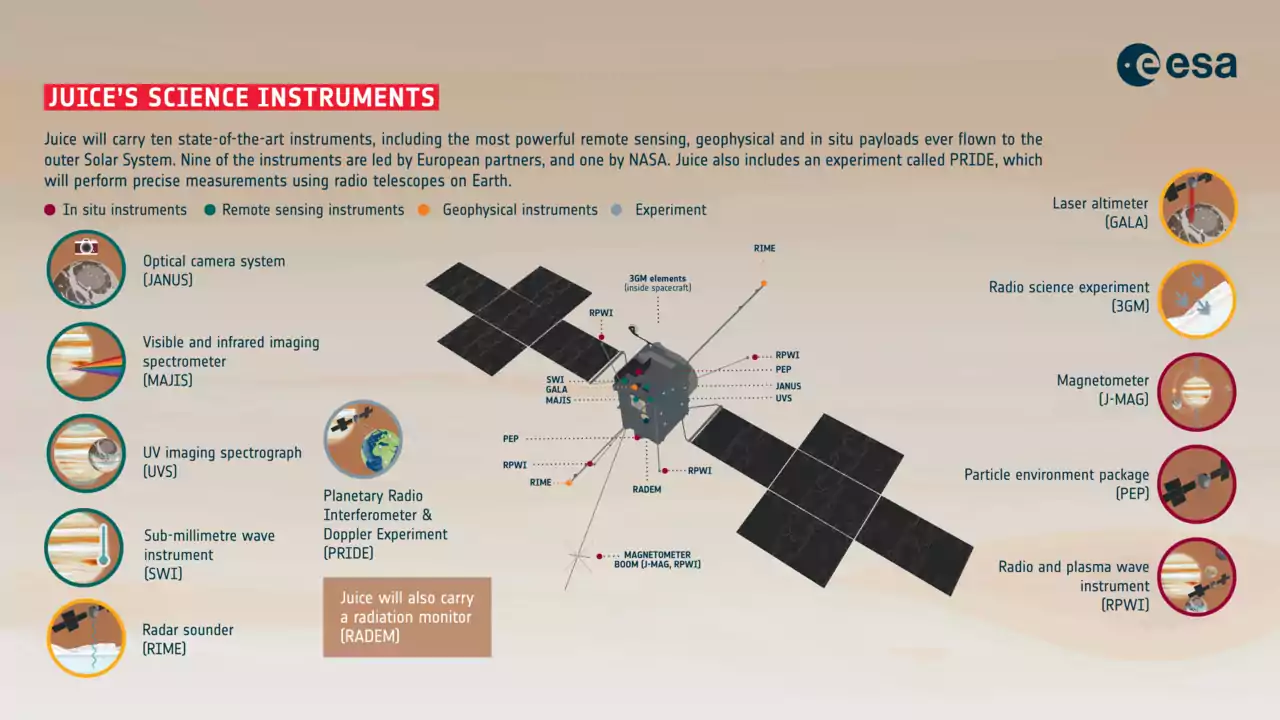 esa
JUICE'S SCIENCE INSTRUMENTS
Juice will carry ten state-of-the-art instruments, including the most powerful remote sensing, geophysical and in situ payloads ever flown to the
outer Solar System. Nine of the instruments are led by European partners, and one by NASA. Juice also includes an experiment called PRIDE, which
will perform precise measurements using radio telescopes on Earth.
In situ instruments
Remote sensing instruments
Geophysical instruments
Experiment
Optical camera system
(JANUS)
Visible and infrared imaging
spectrometer
(MAJIS)
UV imaging spectrograph
(UVS)
Sub-millimetre wave
instrument
(SWI)
Radar sounder
(RIME)
Planetary Radio
Interferometer &
Doppler Experiment
(PRIDE)
Juice will also carry
a radiation monitor
(RADEM)
RIME
3GM elements
(inside spacecraft)
RPWI
RPWI
PEP
SWI
GALA
MAJIS
JANUS
UVS
PEP
RPWI
RIME
RPWI
RADEM
MAGNETOMETER
BOOM (J-MAG, RPWI)
Laser altimeter
(GALA)
Radio science experiment
(3GM)
Magnetometer
(J-MAG)
Particle environment package
(PEP)
Radio and plasma wave
instrument
(RPWI)